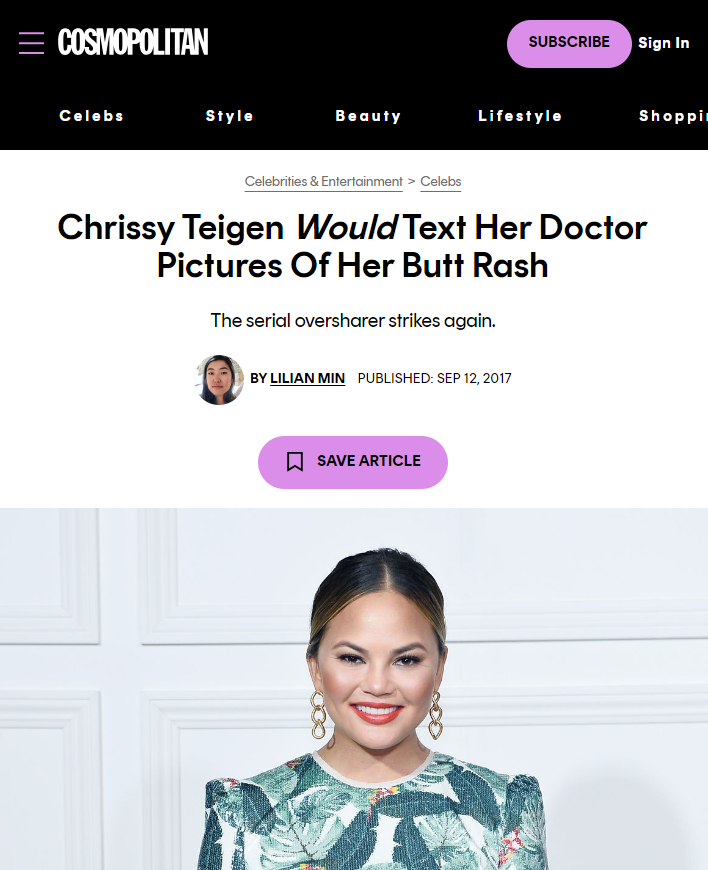 COSMOPOLITAN
SUBSCRIBE
Sign In
Celebs Style Beauty Lifestyle Shoppi
Celebrities & Entertainment > Celebs
Chrissy Teigen Would Text Her Doctor
Pictures Of Her Butt Rash
The serial oversharer strikes again.
BY LILIAN MIN PUBLISHED: SEP 12, 2017
SAVE ARTICLE